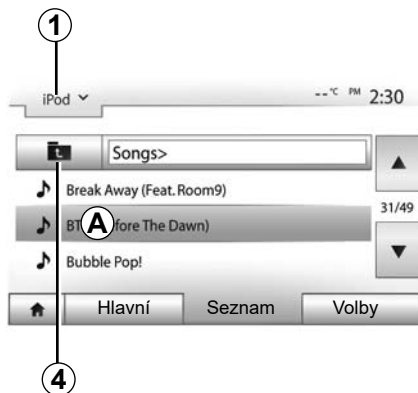 1
iPod
--°C PM 2:30
Songs>
Break Away (Feat. Room9)
31/49
A
fore The Dawn)
Bubble Pop!
Hlavní Seznam Volby
4